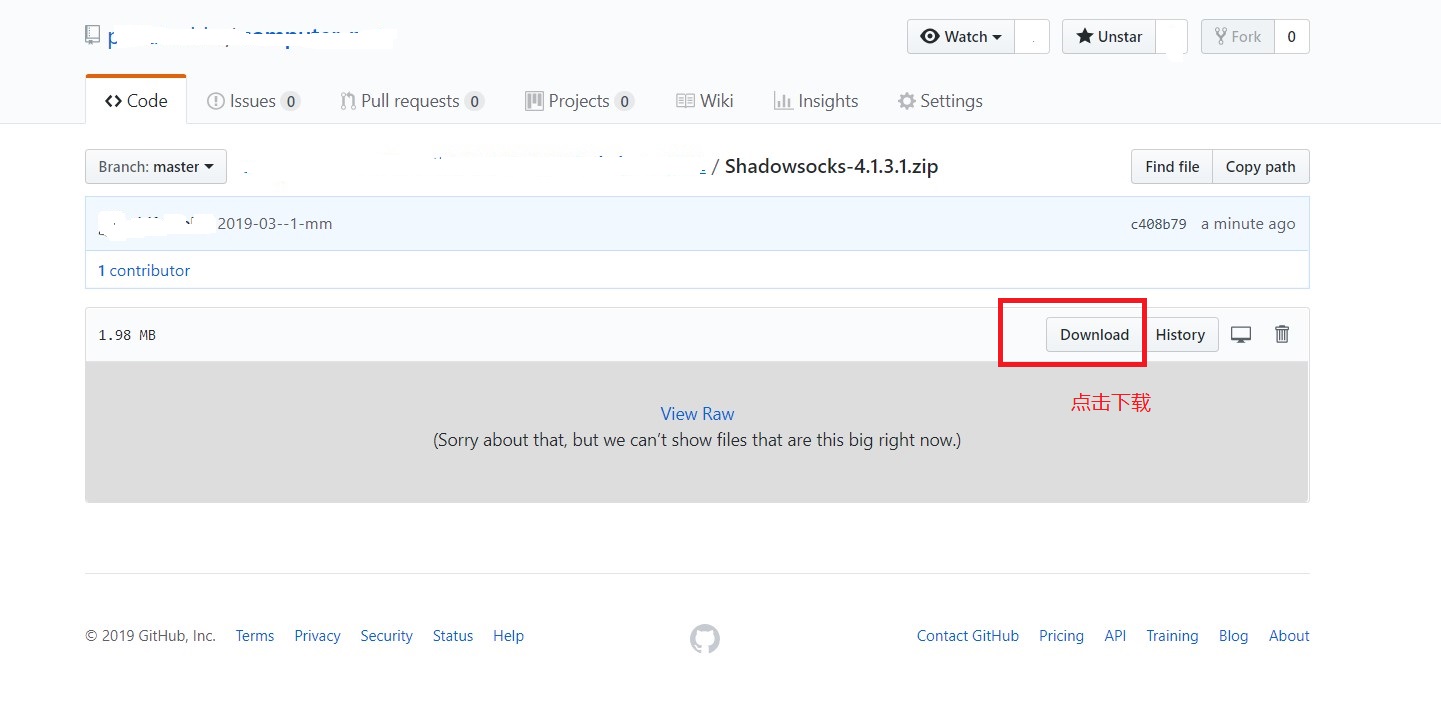 Watch
Unstar
Fork 0
Code
Issues 0
Pull requests 0
Projects 0
Wiki
Insights
Settings
Branch: master
/ Shadowsocks-4.1.3.1.zip
Find file
Copy path
2019-03--1-mm
c408b79 a minute ago
1 contributor
1.98 MB
Download
History
点击下载
View Raw
(Sorry about that, but we can't show files that are this big right now.)
© 2019 GitHub, Inc. Terms Privacy Security Status Help
Contact GitHub Pricing API Training Blog About